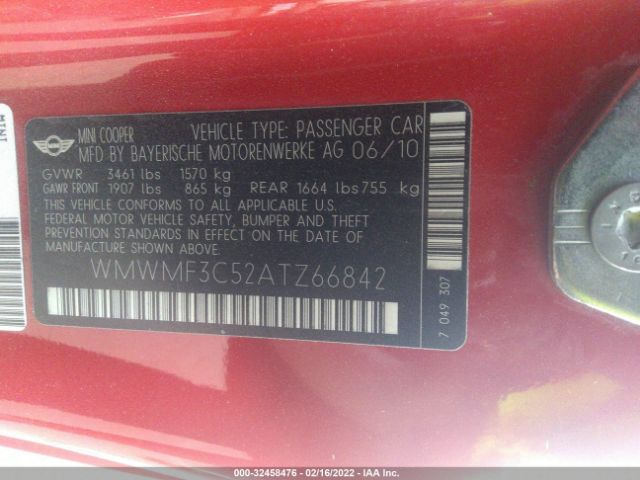 MINI
MINI COOPER VEHICLE TYPE: PASSENGER CAR
MFD BY BAYERISCHE MOTORENWERKE AG 06/10
GVWR 3461 lbs 1570 kg
GAWR FRONT 1907 lbs 865 kg REAR 1664 lbs 755 kg
THIS VEHICLE CONFORMS TO ALL APPLICABLE U.S.
FEDERAL MOTOR VEHICLE SAFETY, BUMPER AND THEFT
PREVENTION STANDARDS IN EFFECT ON THE DATE OF
MANUFACTURE SHOWN ABOVE.
WMWMF3C52ATZ66842
7 049 307
000-32458476 - 02/16/2022 - IAA Inc.